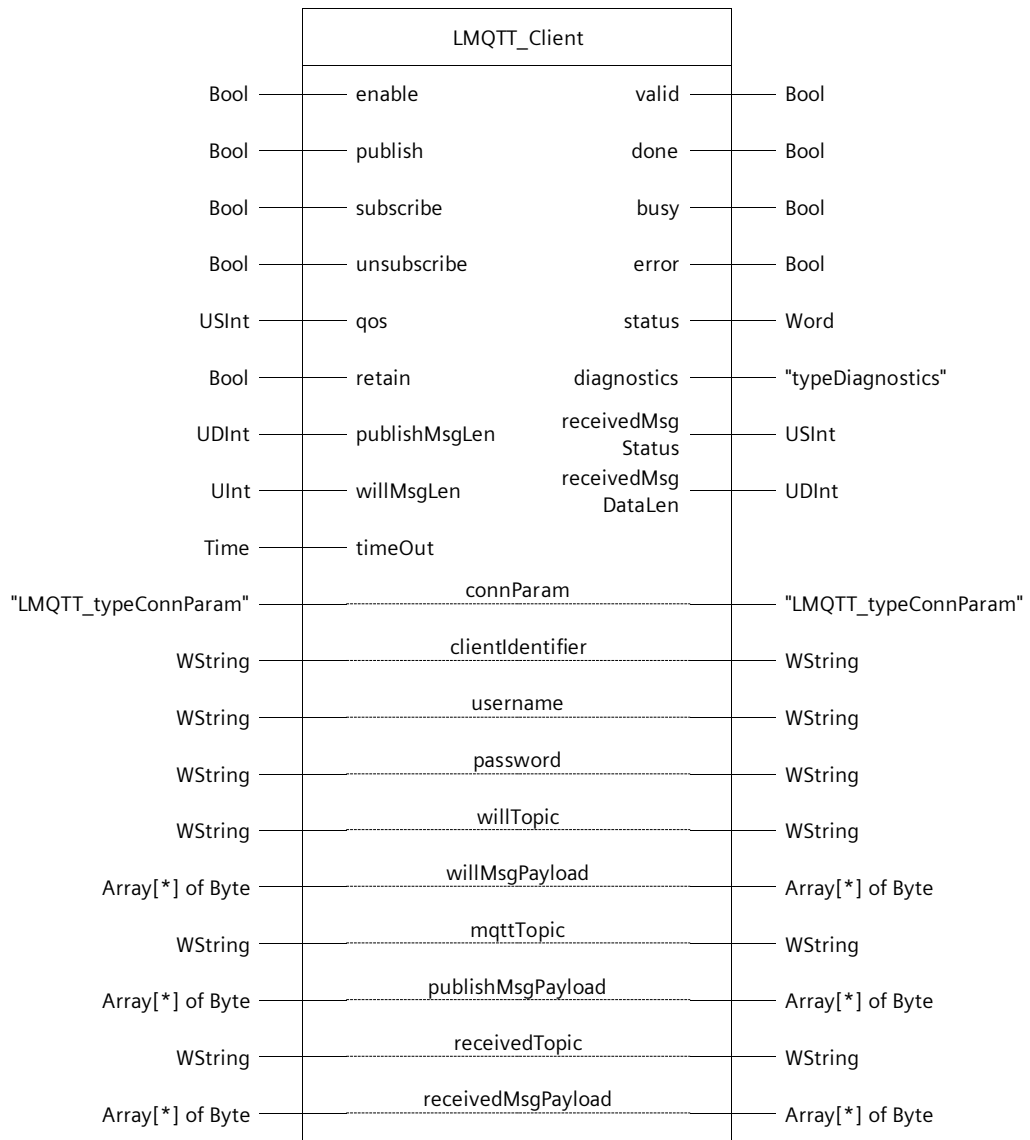 LMQTT_Client
Bool enable valid Bool
Bool publish done Bool
Bool subscribe busy Bool
Bool unsubscribe error Bool
USInt qos status Word
Bool retain diagnostics "typeDiagnostics"
UDInt publishMsgLen receivedMsg
Status USInt
UInt willMsgLen receivedMsg
DataLen UDInt
Time timeOut
"LMQTT_typeConnParam" connParam "LMQTT_typeConnParam"
WString clientIdentifier WString
WString username WString
WString password WString
WString willTopic WString
Array[*] of Byte willMsgPayload Array[*] of Byte
WString mqttTopic WString
Array[*] of Byte publishMsgPayload Array[*] of Byte
WString receivedTopic WString
Array[*] of Byte receivedMsgPayload Array[*] of Byte